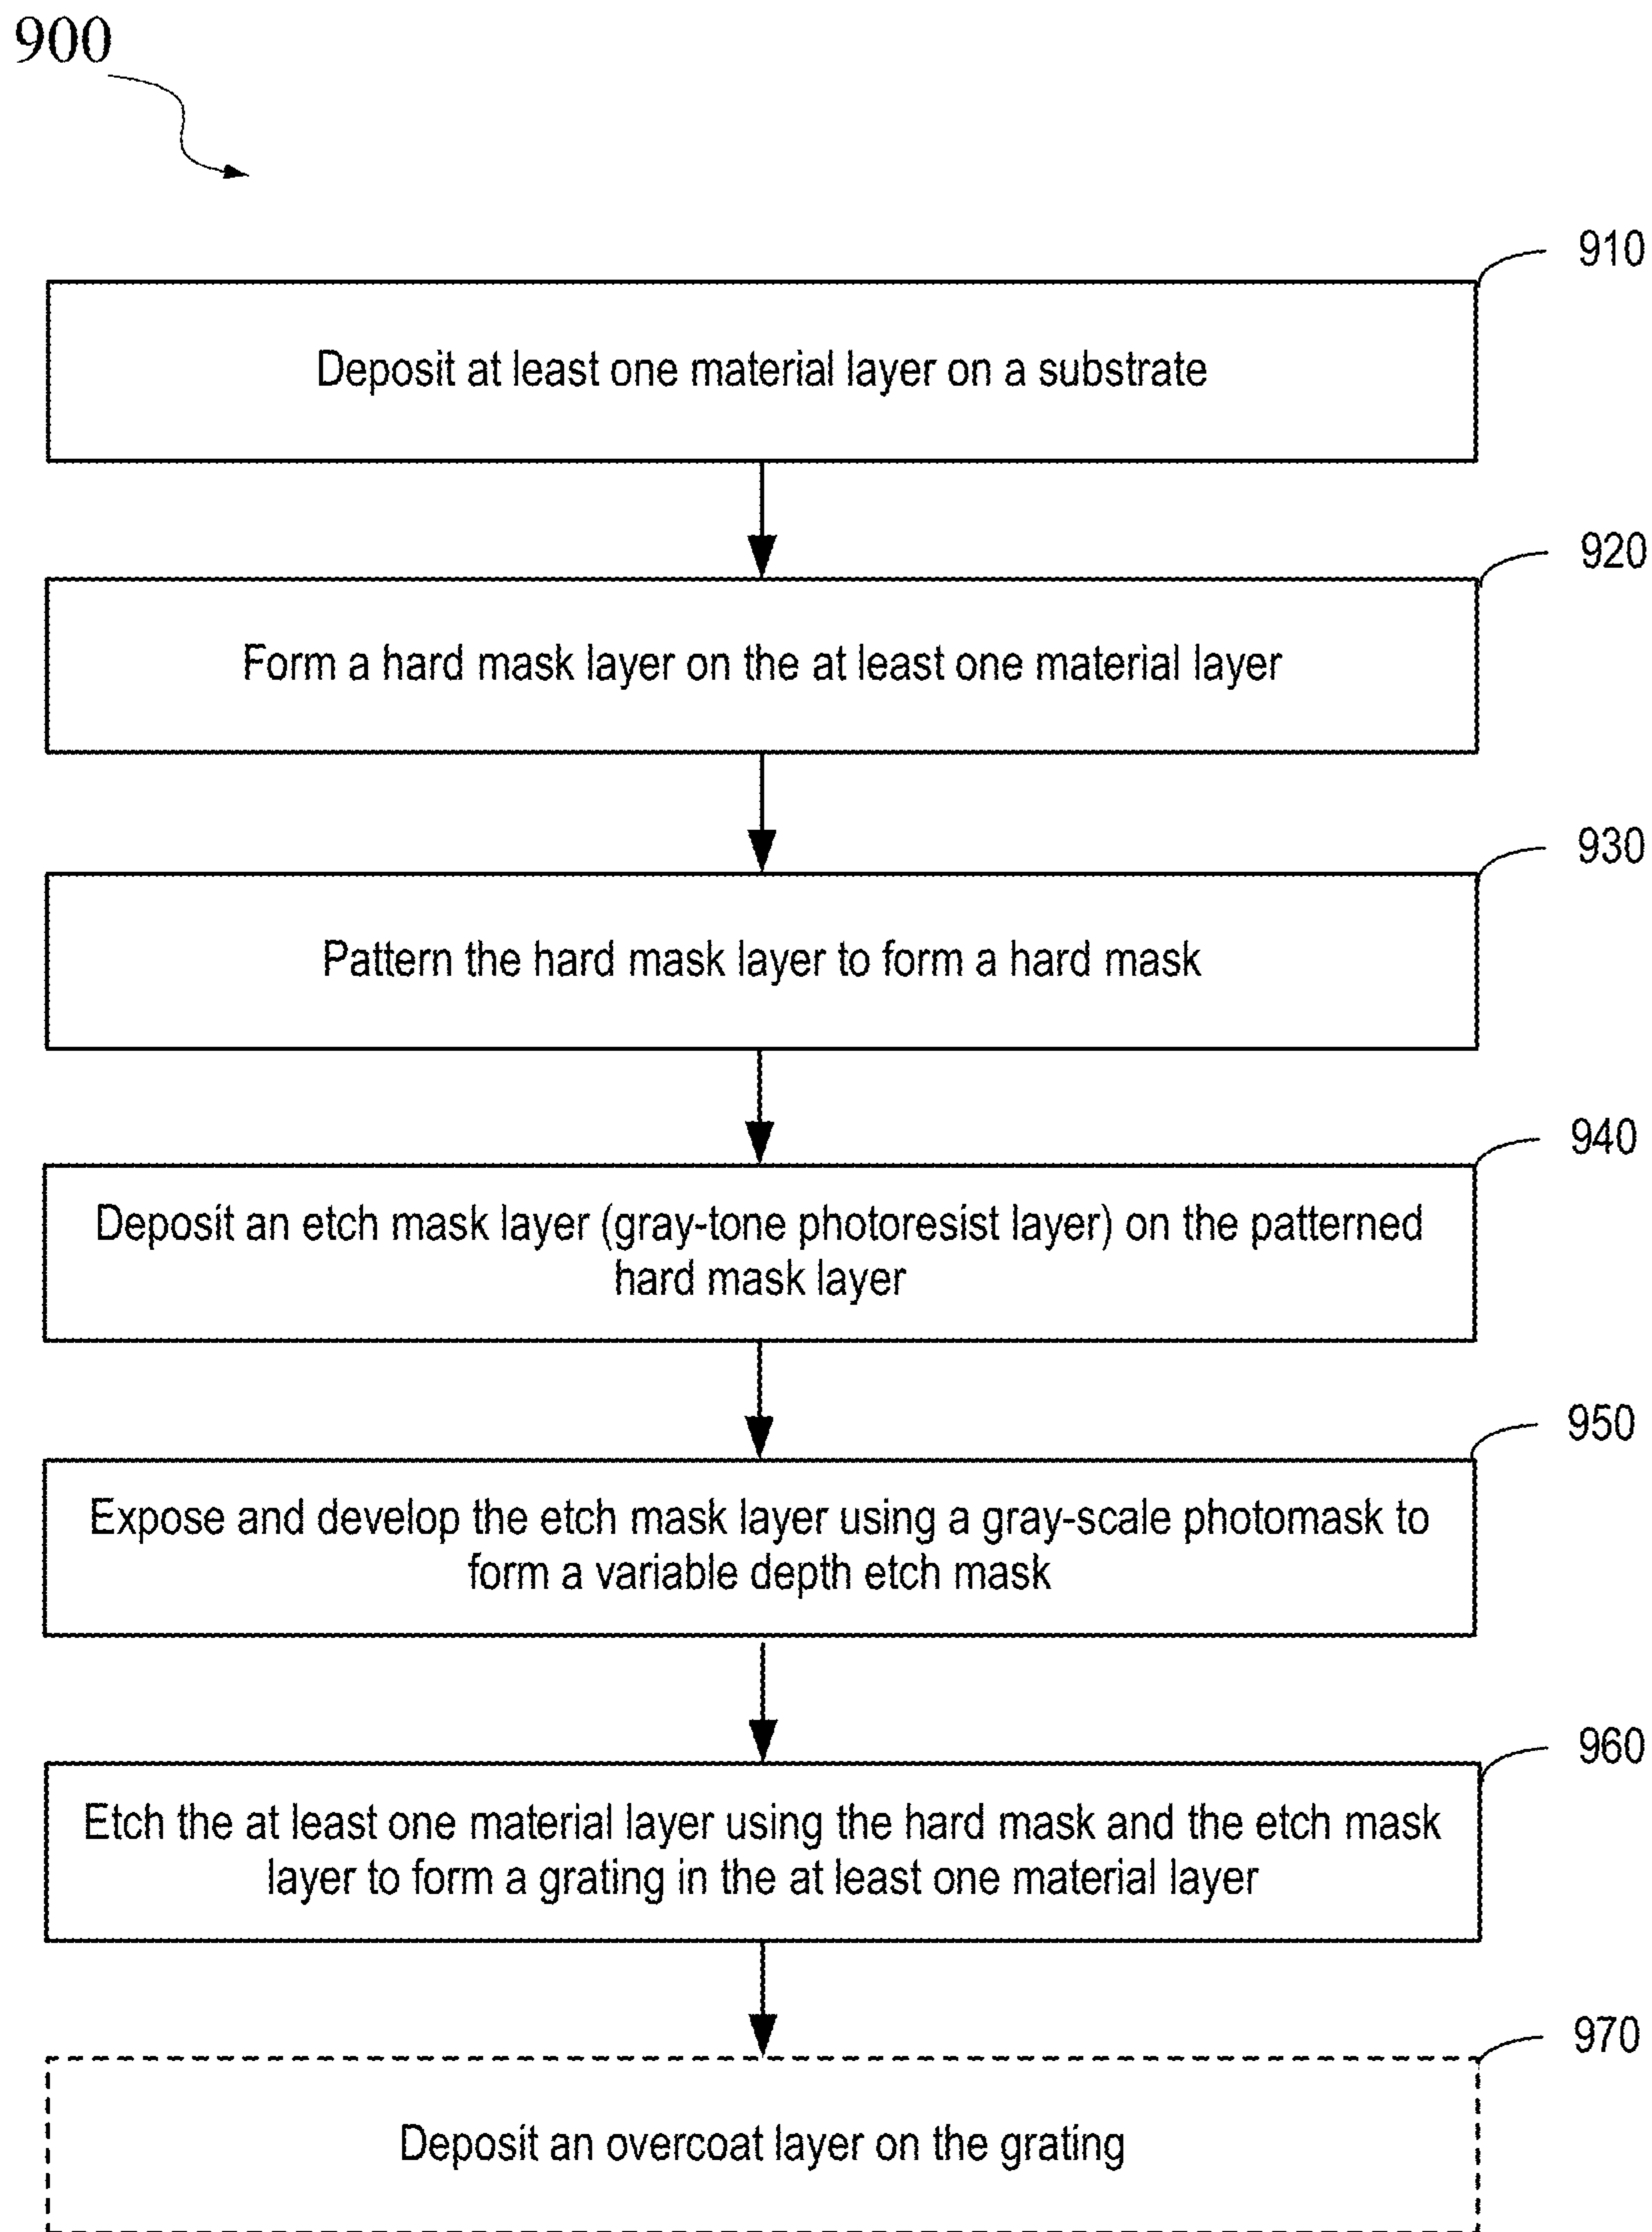 900
910
Deposit at least one material layer on a substrate
920
Form a hard mask layer on the at least one material layer
930
Pattern the hard mask layer to form a hard mask
940
Deposit an etch mask layer (gray-tone photoresist layer) on the patterned
hard mask layer
950
Expose and develop the etch mask layer using a gray-scale photomask to
form a variable depth etch mask
960
Etch the at least one material layer using the hard mask and the etch mask
layer to form a grating in the at least one material layer
970
Deposit an overcoat layer on the grating